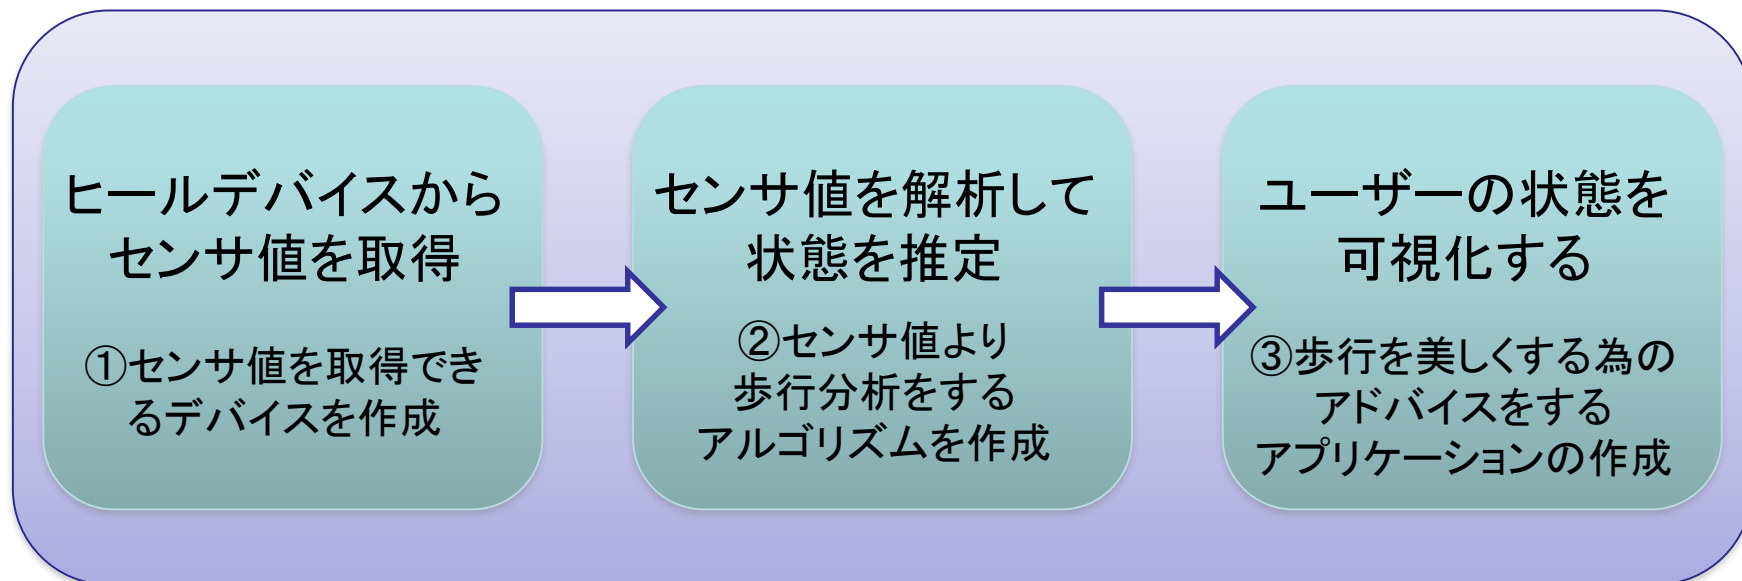 ヒールデバイスから
センサ値を取得
①センサ値を取得でき
るデバイスを作成
センサ値を解析して
状態を推定
②センサ値より
歩行分析をする
アルゴリズムを作成
ユーザーの状態を
可視化する
③歩行を美しくする為の
アドバイスをする
アプリケーションの作成